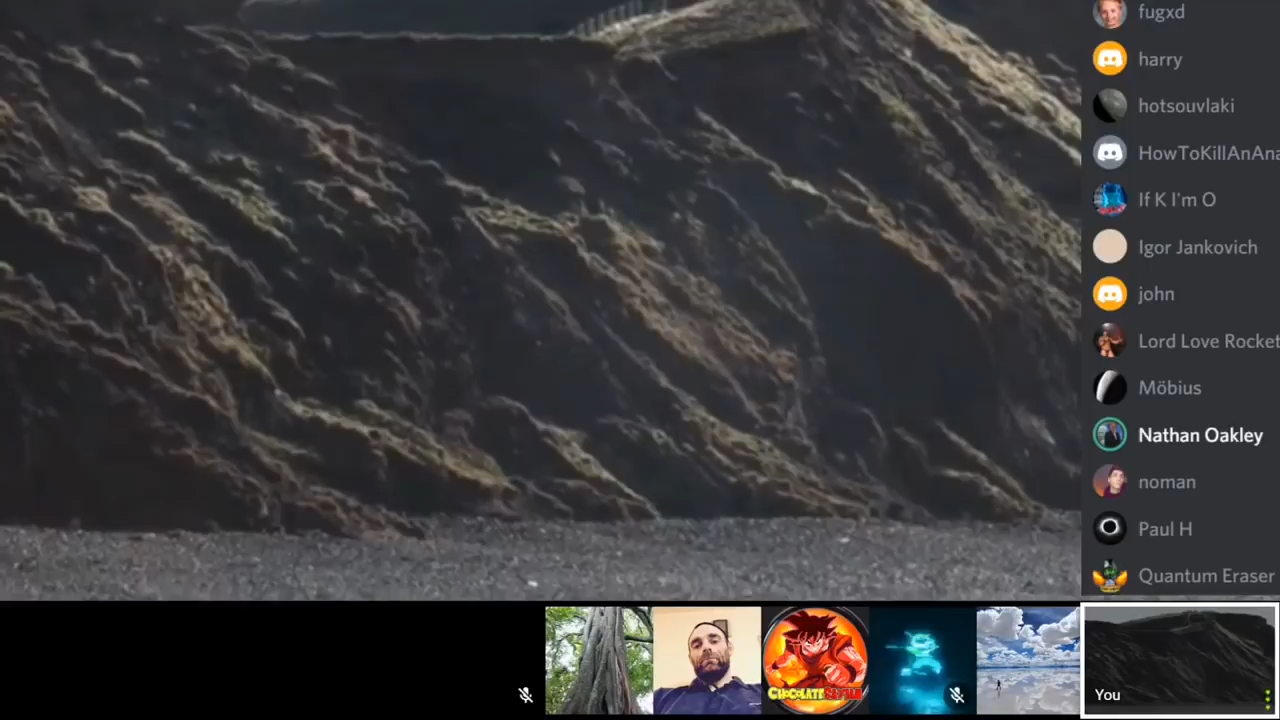 fugxd
harry
hotsouvlaki
HowToKillAnAna
If K I'm O
Igor Jankovich
john
Lord Love Rocket
Möbius
Nathan Oakley
noman
Paul H
Quantum Eraser
CHOCOLATE
You